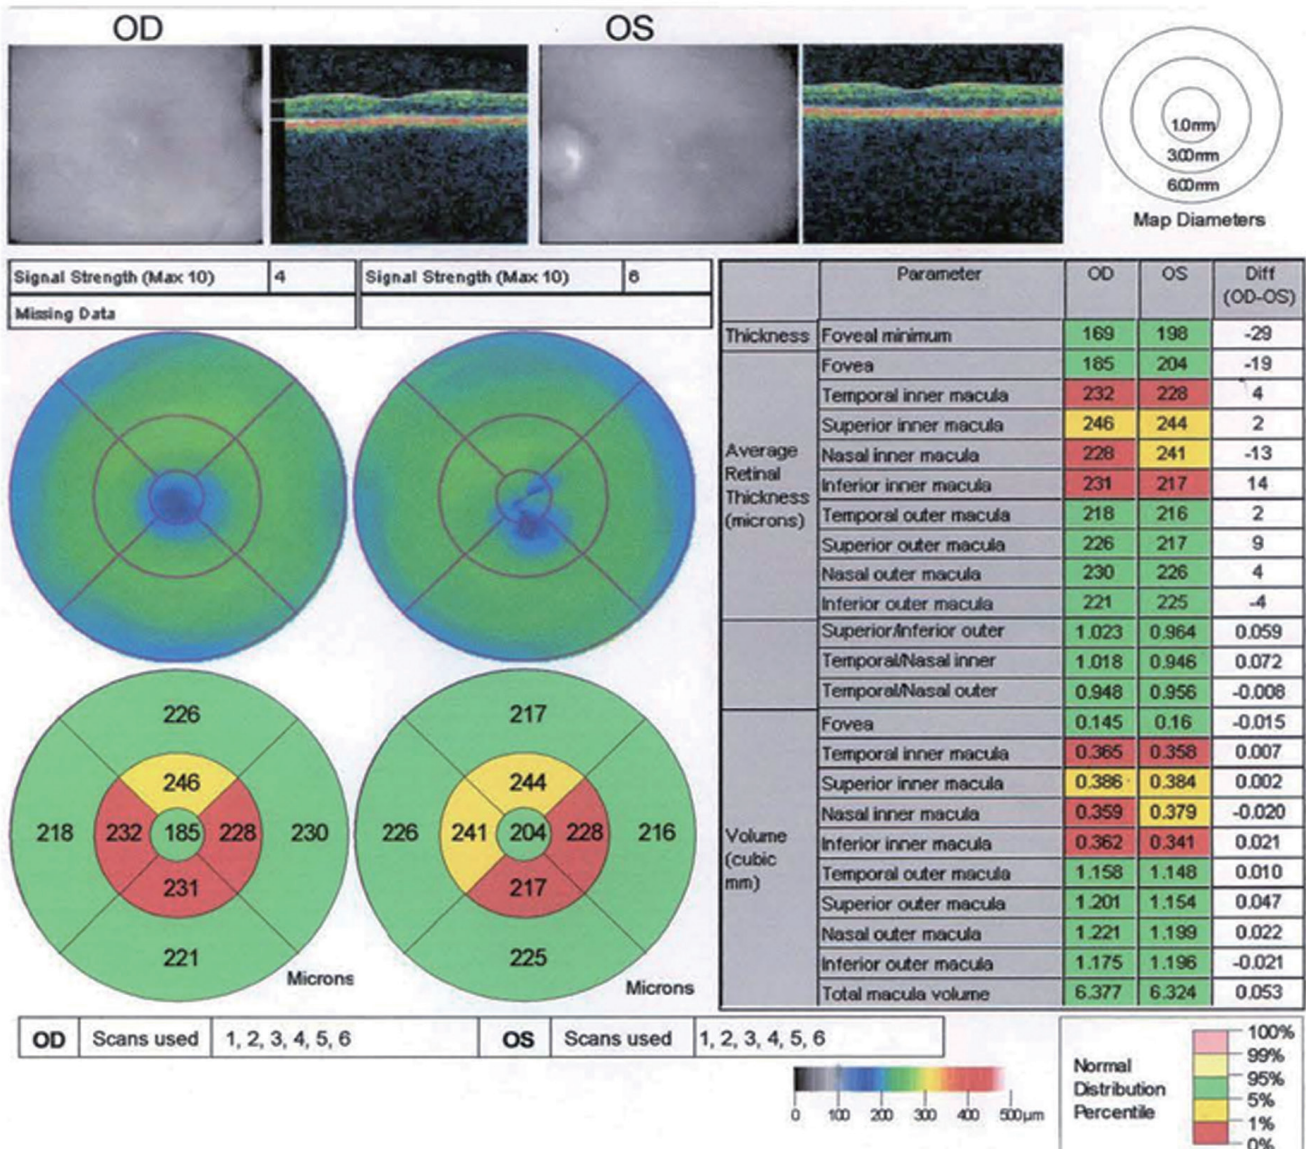 OD OS
1.0mm
3.00mm
6.00mm
Map Diameters
Signal Strength (Max 10) 4
Missing Data
Signal Strength (Max 10) 6
226
246
218 232 185 228 230
231
221
Microns
217
244
226 241 204 228 216
217
225
Microns
Parameter OD OS Diff (OD-OS)
Thickness Foveal minimum 169 198 -29
Average Retinal Thickness (microns)
Fovea 185 204 -19
Temporal inner macula 232 228 4
Superior inner macula 246 244 2
Nasal inner macula 228 241 -13
Inferior inner macula 231 217 14
Temporal outer macula 218 216 2
Superior outer macula 226 217 9
Nasal outer macula 230 226 4
Inferior outer macula 221 225 -4
Superior/Inferior outer 1.023 0.964 0.059
Temporal/Nasal inner 1.018 0.946 0.072
Temporal/Nasal outer 0.948 0.956 -0.008
Volume (cubic mm)
Fovea 0.145 0.16 -0.015
Temporal inner macula 0.365 0.358 0.007
Superior inner macula 0.386 0.384 0.002
Nasal inner macula 0.359 0.379 -0.020
Inferior inner macula 0.362 0.341 0.021
Temporal outer macula 1.158 1.148 0.010
Superior outer macula 1.201 1.154 0.047
Nasal outer macula 1.221 1.199 0.022
Inferior outer macula 1.175 1.196 -0.021
Total macula volume 6.377 6.324 0.053
OD Scans used 1, 2, 3, 4, 5, 6 OS Scans used 1, 2, 3, 4, 5, 6
0 100 200 300 400 500 µm
Normal Distribution Percentile
100%
99%
95%
5%
1%
0%